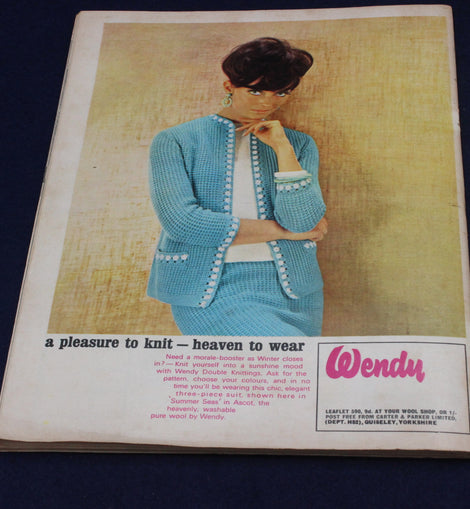 a pleasure to knit — heaven to wear
Need a morale-booster as Winter closes
in? — Knit yourself into a sunshine mood
with Wendy Double Knittings. Ask for the
pattern, choose your colours, and in no
time you'll be wearing this chic, elegant
three-piece suit, shown here in
'Summer Seas' in Ascot, the
heavenly, washable
pure wool by Wendy.
Wendy
LEAFLET 590, 9d. AT YOUR WOOL SHOP, OR 1/-
POST FREE FROM CARTER & PARKER LIMITED,
(DEPT. HS2), GUISELEY, YORKSHIRE